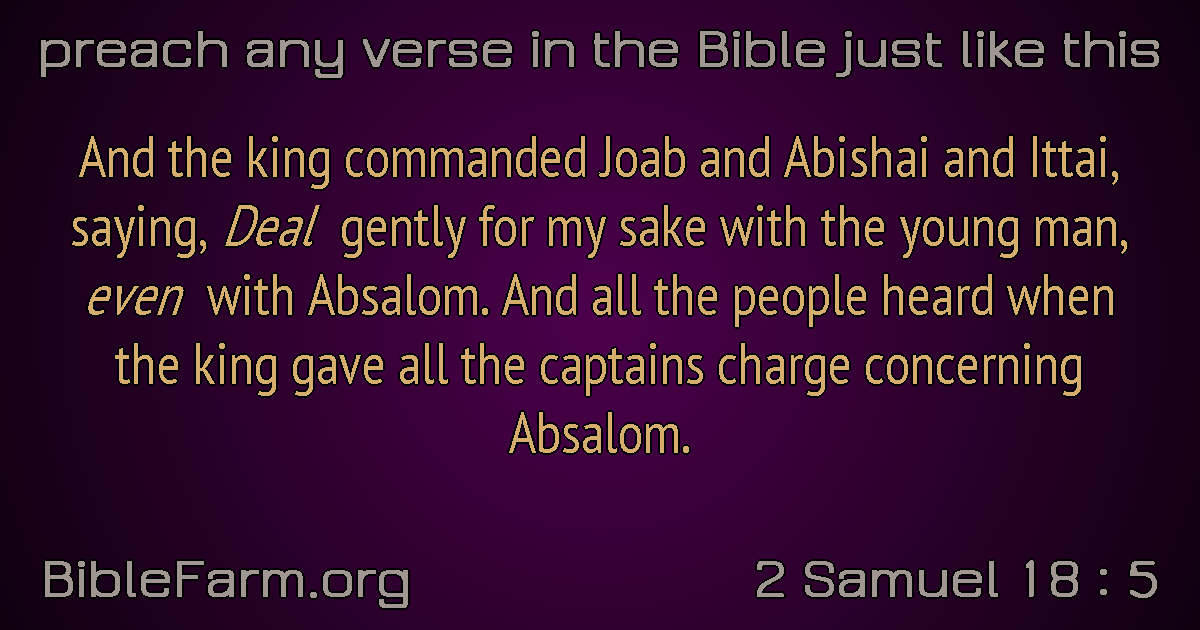 preach any verse in the Bible just like this
And the king commanded Joab and Abishai and Ittai,
saying, Deal gently for my sake with the young man,
even with Absalom. And all the people heard when
the king gave all the captains charge concerning
Absalom.
BibleFarm.org
2 Samuel 18 : 5